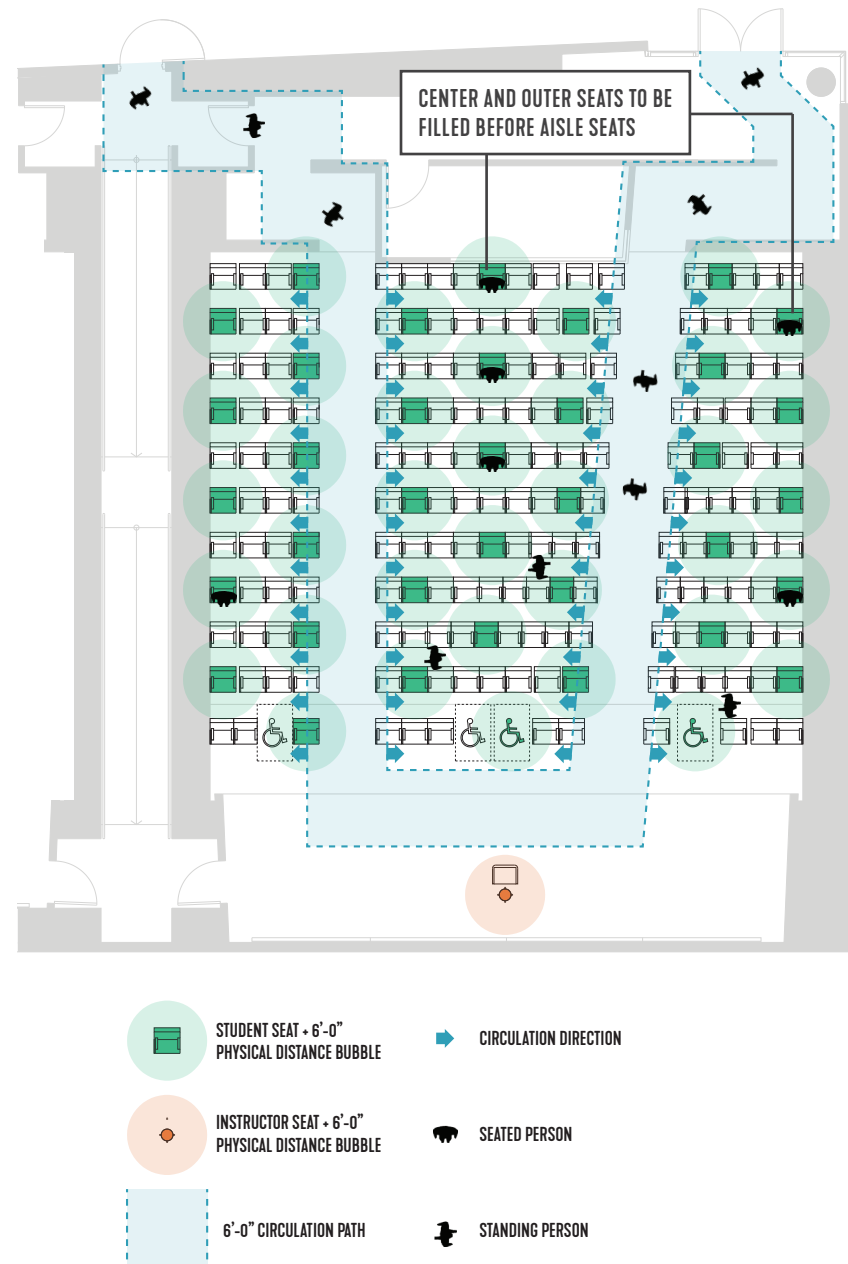 CENTER AND OUTER SEATS TO BE
FILLED BEFORE AISLE SEATS
STUDENT SEAT + 6’-0”
PHYSICAL DISTANCE BUBBLE
CIRCULATION DIRECTION
INSTRUCTOR SEAT + 6’-0”
PHYSICAL DISTANCE BUBBLE
SEATED PERSON
6’-0” CIRCULATION PATH
STANDING PERSON